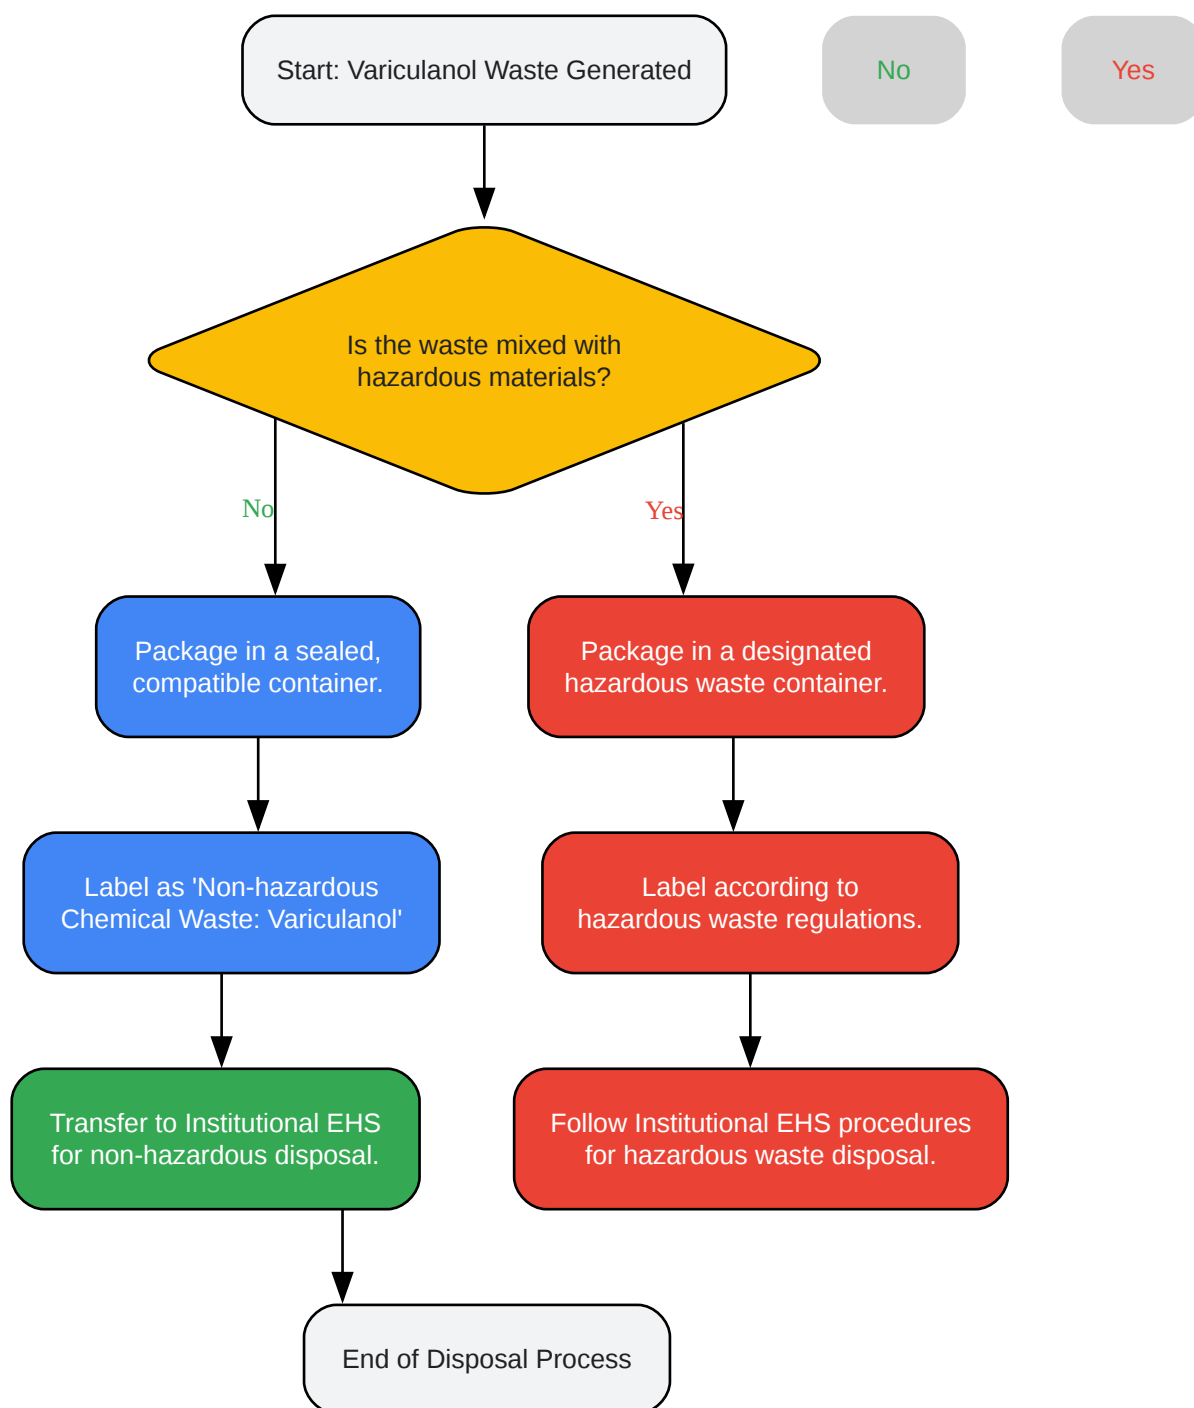 Start: Variculanol Waste Generated
No
Yes
Is the waste mixed with
hazardous materials?
No
Yes
Package in a sealed,
compatible container.
Package in a designated
hazardous waste container.
Label as 'Non-hazardous
Chemical Waste: Variculanol'
Label according to
hazardous waste regulations.
Transfer to Institutional EHS
for non-hazardous disposal.
Follow Institutional EHS procedures
for hazardous waste disposal.
End of Disposal Process